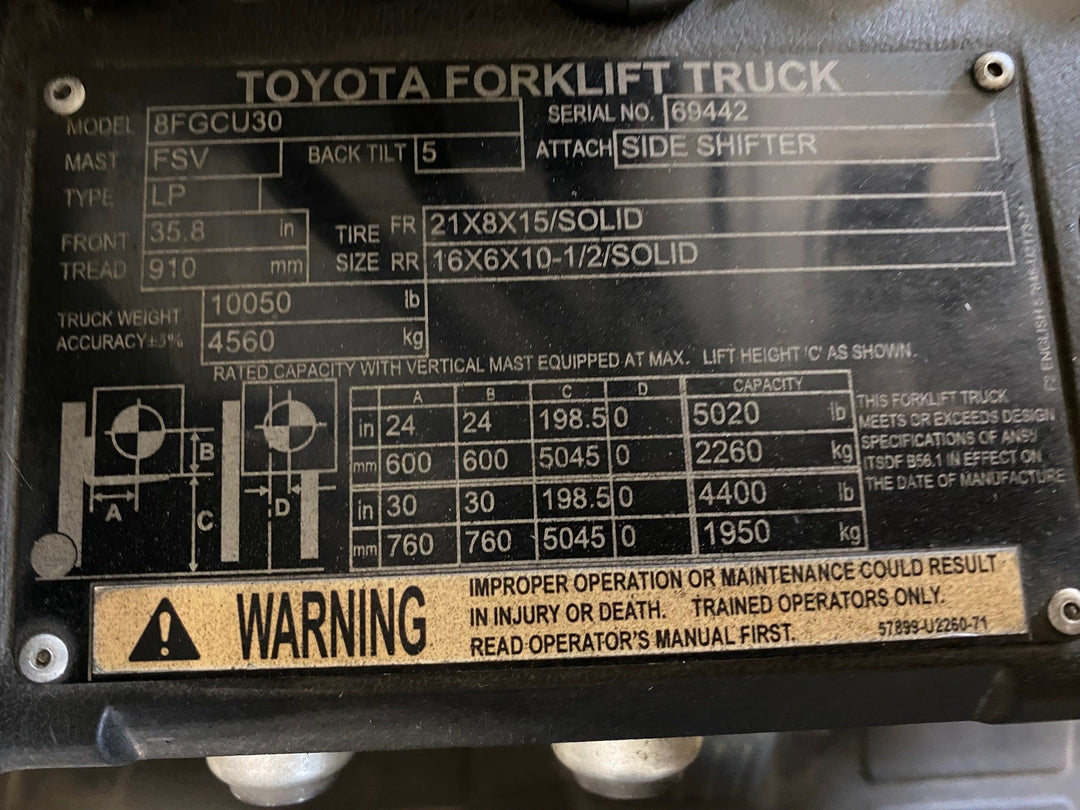 TOYOTA FORKLIFT TRUCK
MODEL 8FGCU30 SERIAL NO. 69442
MAST FSV BACK TILT 5 ATTACH SIDE SHIFTER
TYPE LP
FRONT 35.8 in TIRE FR 21X8X15/SOLID
TREAD 910 mm SIZE RR 16X6X10-1/2/SOLID
TRUCK WEIGHT 10050 lb
ACCURACY±3% 4560 kg
RATED CAPACITY WITH VERTICAL MAST EQUIPPED AT MAX. LIFT HEIGHT 'C' AS SHOWN.
A B C D CAPACITY
in 24 24 198.5 0 5020 lb
mm 600 600 5045 0 2260 kg
in 30 30 198.5 0 4400 lb
mm 760 760 5045 0 1950 kg
A B C D
THIS FORKLIFT TRUCK
MEETS OR EXCEEDS DESIGN
SPECIFICATIONS OF ANSI/
ITSDF B56.1 IN EFFECT ON
THE DATE OF MANUFACTURE
F2 ENGLISH
WARNING
IMPROPER OPERATION OR MAINTENANCE COULD RESULT
IN INJURY OR DEATH. TRAINED OPERATORS ONLY.
READ OPERATOR'S MANUAL FIRST. 57899-U2260-71